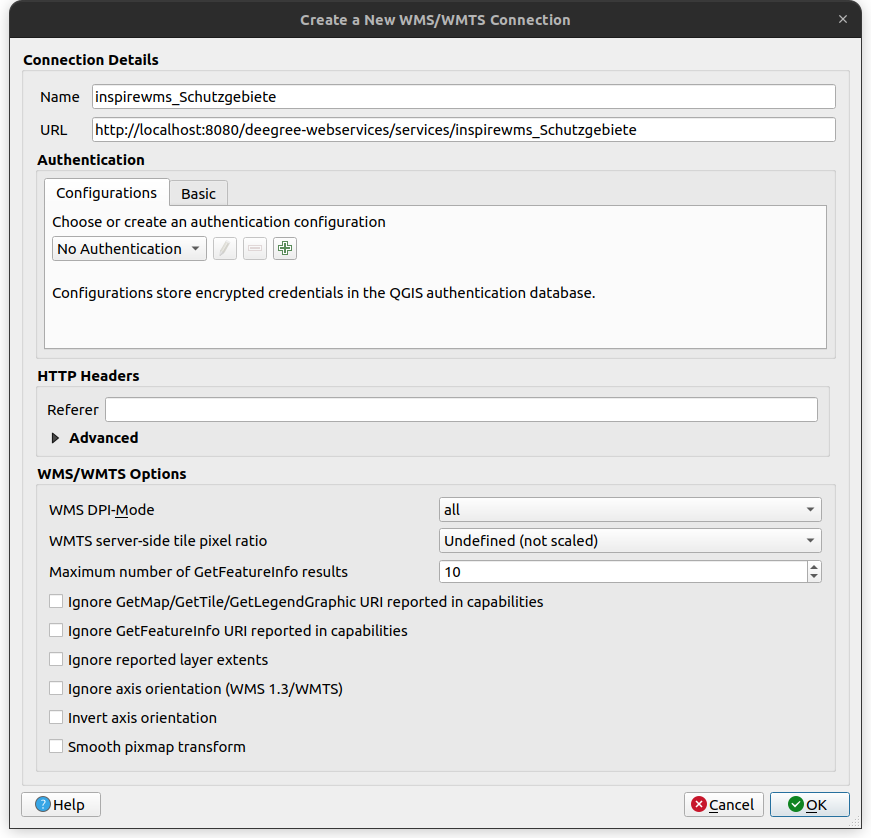 Create a New WMS/WMTS Connection
Connection Details
Name inspirewms_Schutzgebiete
URL http://localhost:8080/deegree-webservices/services/inspirewms_Schutzgebiete
Authentication
Configurations Basic
Choose or create an authentication configuration
No Authentication
Configurations store encrypted credentials in the QGIS authentication database.
HTTP Headers
Referer
Advanced
WMS/WMTS Options
WMS DPI-Mode all
WMTS server-side tile pixel ratio Undefined (not scaled)
Maximum number of GetFeatureInfo results 10
Ignore GetMap/GetTile/GetLegendGraphic URI reported in capabilities
Ignore GetFeatureInfo URI reported in capabilities
Ignore reported layer extents
Ignore axis orientation (WMS 1.3/WMTS)
Invert axis orientation
Smooth pixmap transform
Help Cancel OK